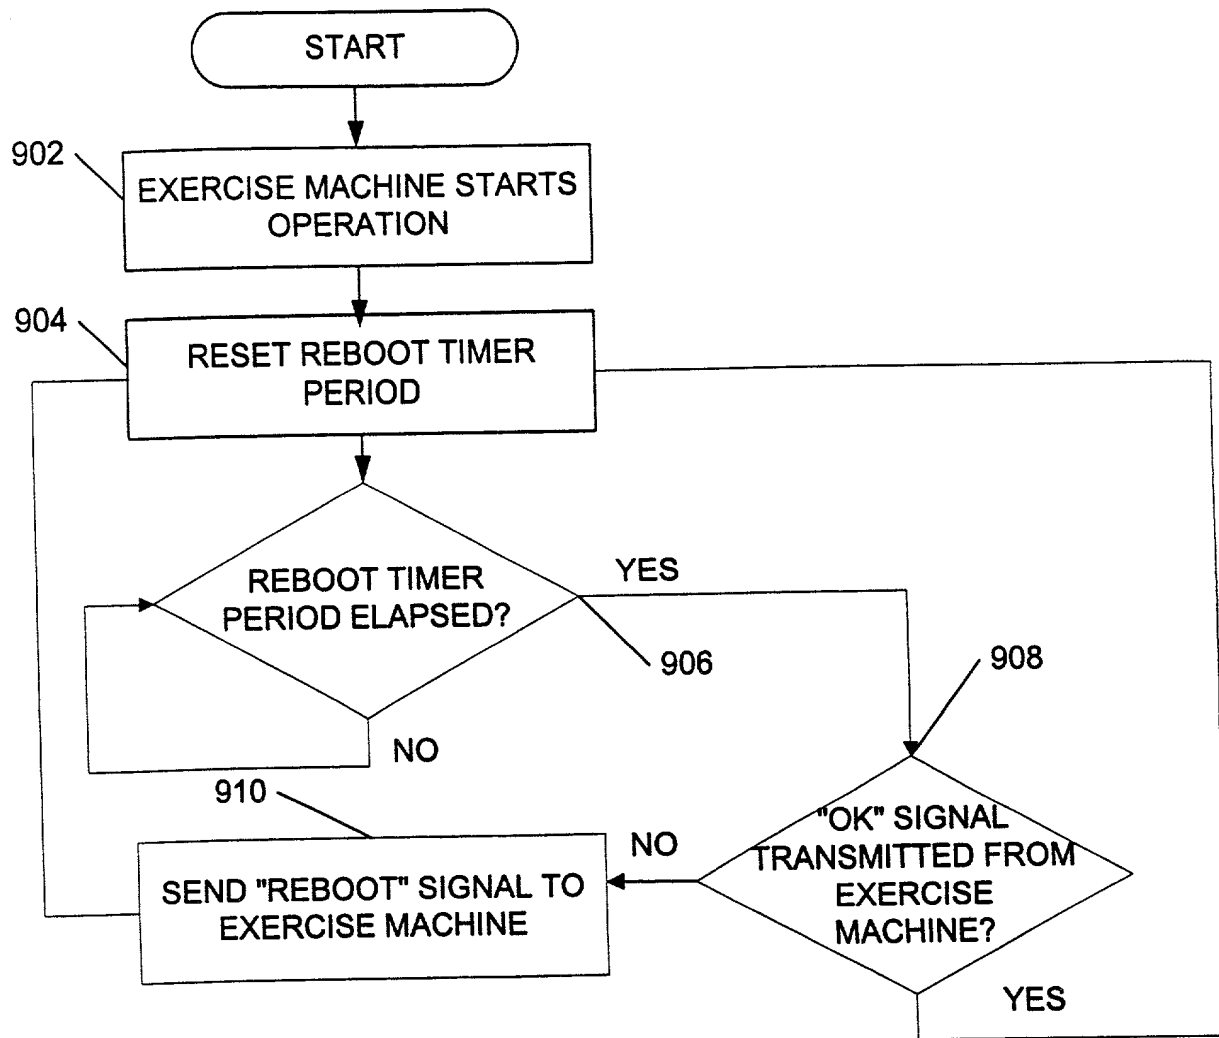 START
902
EXERCISE MACHINE STARTS
OPERATION
904
RESET REBOOT TIMER
PERIOD
REBOOT TIMER
PERIOD ELAPSED?
YES
906
908
NO
910
"OK" SIGNAL
TRANSMITTED FROM
EXERCISE
MACHINE?
NO
SEND "REBOOT" SIGNAL TO
EXERCISE MACHINE
YES